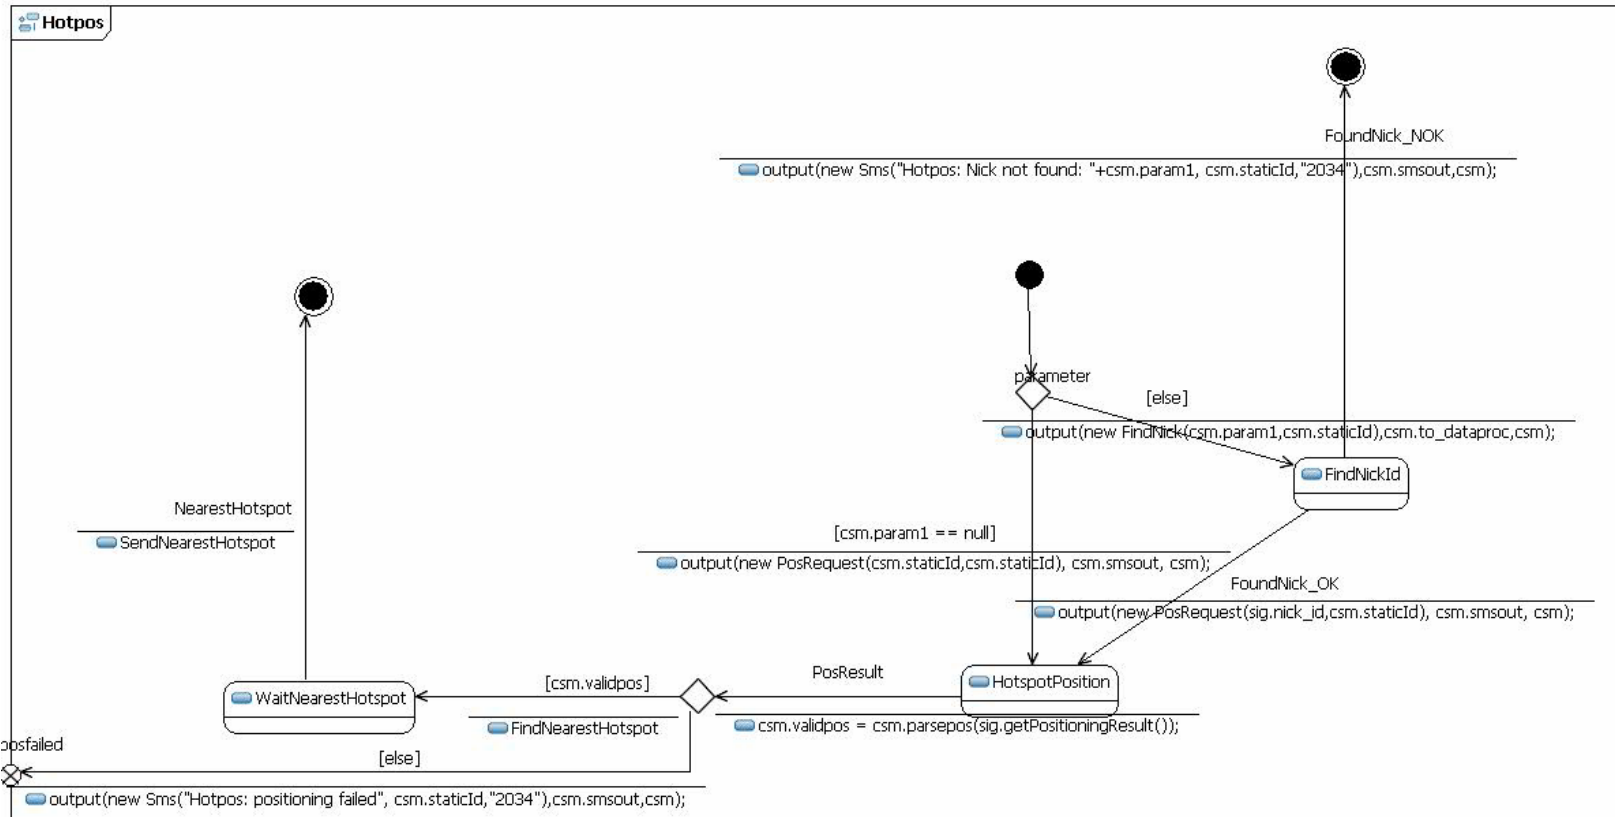 Hotpos
FoundNick_NOK
output(new Sms("Hotpos: Nick not found: "+csm.param1, csm.staticId,"2034"),csm.smsout,csm);
parameter
[else]
output(new FindNick(csm.param1,csm.staticId),csm.to_dataproc,csm);
FindNickId
NearestHotspot
SendNearestHotspot
[csm.param1 == null]
output(new PosRequest(csm.staticId,csm.staticId), csm.smsout, csm);
FoundNick_OK
output(new PosRequest(sig.nick_id,csm.staticId), csm.smsout, csm);
PosResult
HotspotPosition
[csm.validpos]
WaitNearestHotspot
FindNearestHotspot
csm.validpos = csm.parsepos(sig.getPositioningResult());
posfailed
[else]
output(new Sms("Hotpos: positioning failed", csm.staticId,"2034"),csm.smsout,csm);